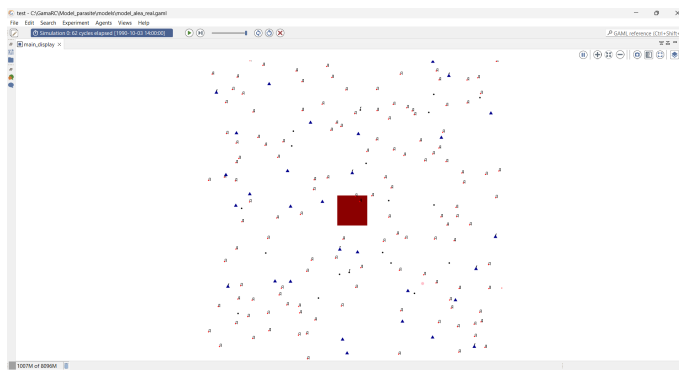 test - C:\GamaRC\Model_parasite\models\model_alea_real.gaml
File Edit Search Experiment Agents Views Help
Simulation 0: 62 cycles elapsed [1990-10-03 14:00:00]
GAML reference (Ctrl+Shift+
main_display
1007M of 8096M